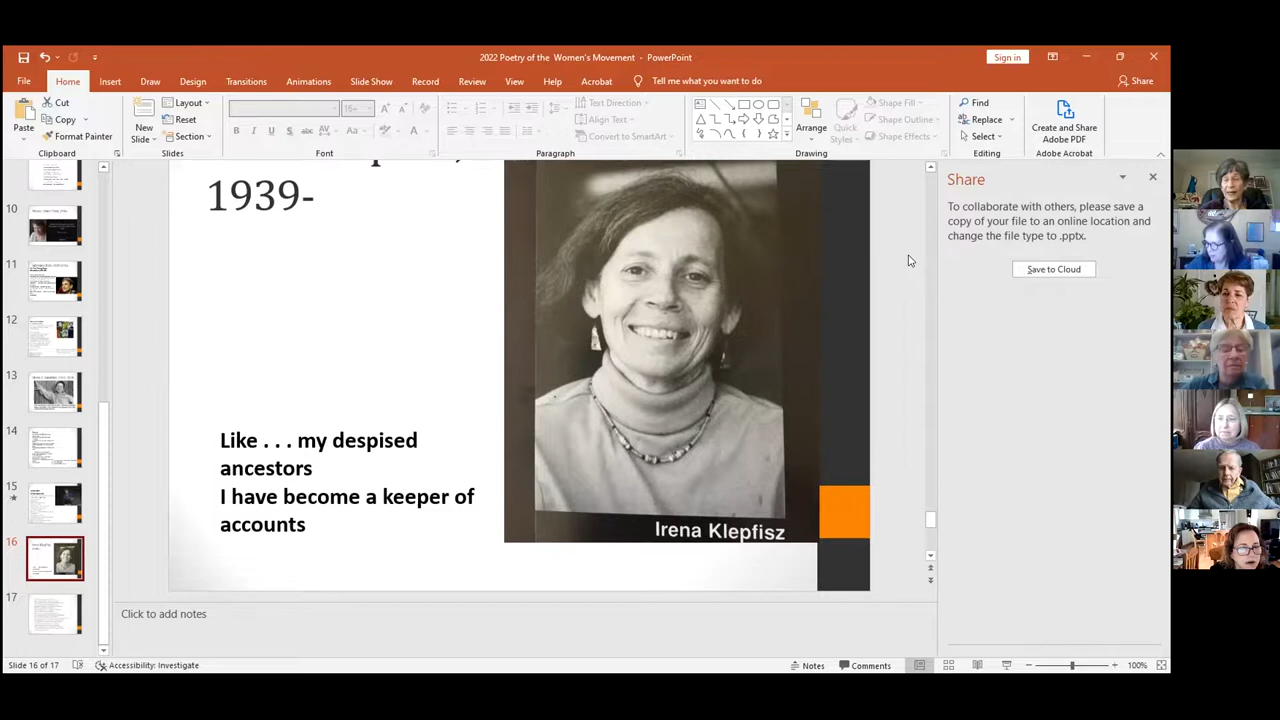 2022 Poetry of the Women's Movement - PowerPoint
Sign in
File Home Insert Draw Design Transitions Animations Slide Show Record Review View Help Acrobat Tell me what you want to do Share
Paste
Cut
Copy
Format Painter
Clipboard
New
Slide
Layout
Reset
Section
Slides
B I U S abc AV Aa A
Font
Text Direction
Align Text
Convert to SmartArt
Paragraph
Arrange
Quick
Styles
Shape Fill
Shape Outline
Shape Effects
Drawing
Find
Replace
Select
Editing
Create and Share
Adobe PDF
Adobe Acrobat
10
11
12
13
14
15
16
17
1939-
Like . . . my despised
ancestors
I have become a keeper of
accounts
Irena Klepfisz
Click to add notes
Share
To collaborate with others, please save a
copy of your file to an online location and
change the file type to .pptx.
Save to Cloud
Slide 16 of 17
Accessibility: Investigate
Notes
Comments
100%